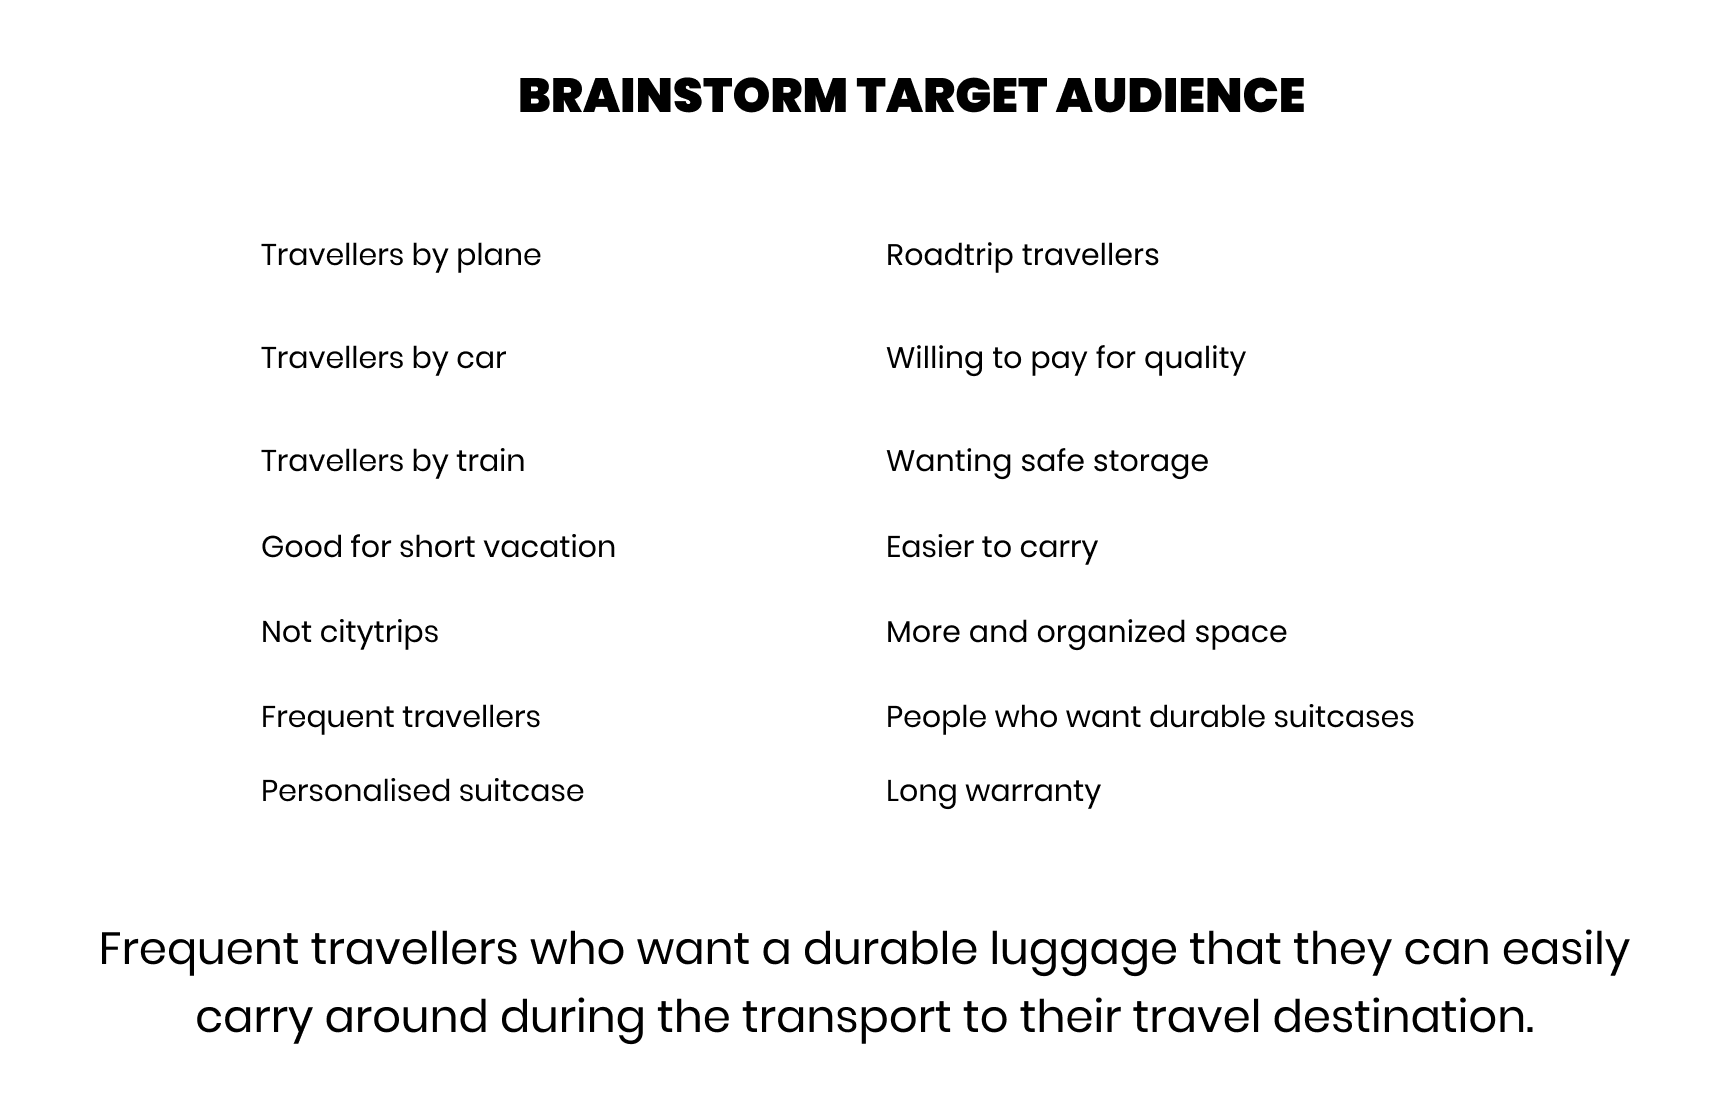 BRAINSTORM TARGET AUDIENCE
Travellers by plane
Travellers by car
Travellers by train
Good for short vacation
Not citytrips
Frequent travellers
Personalised suitcase
Roadtrip travellers
Willing to pay for quality
Wanting safe storage
Easier to carry
More and organized space
People who want durable suitcases
Long warranty
Frequent travellers who want a durable luggage that they can easily
carry around during the transport to their travel destination.